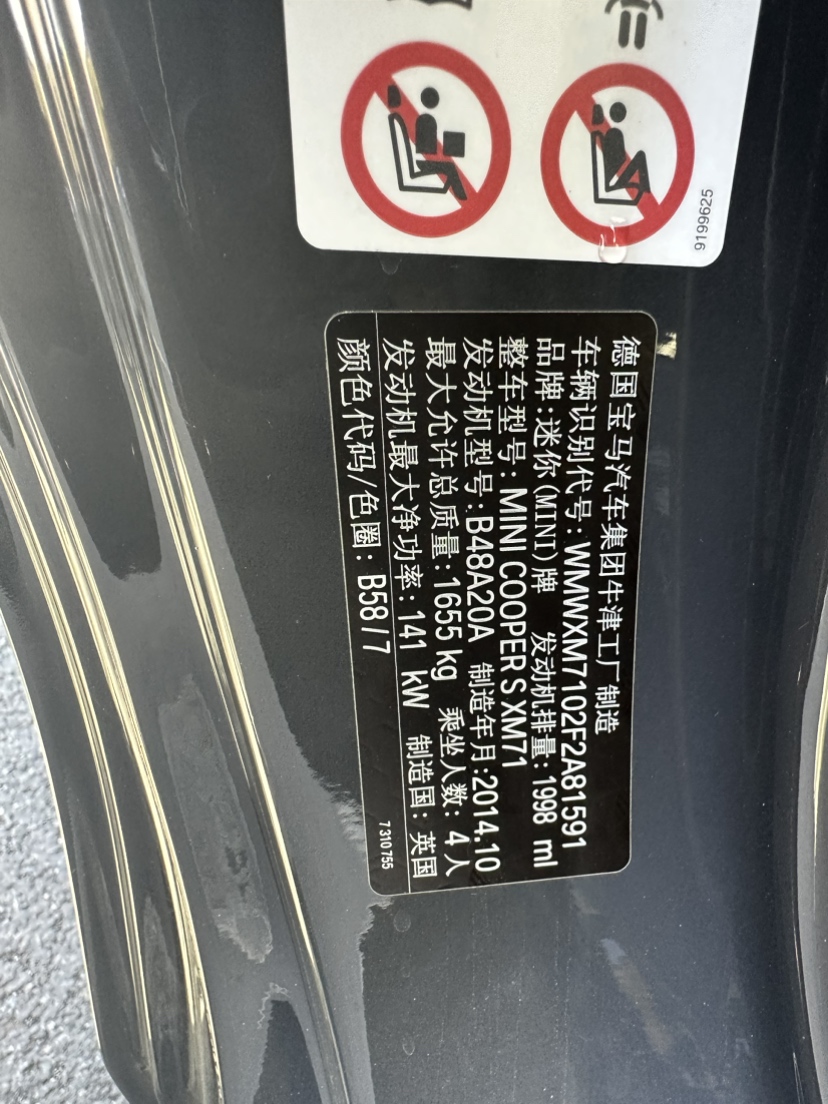 9199625
德国宝马汽车集团牛津工厂 制造
车辆识别代号: WMWXM7102F2A81591
品牌:迷你(MINI)牌 发动机排量: 1998 ml
整车型号: MINI COOPER S XM71
发动机型号:B48A20A 制造年月:2014.10
最大允许总质量:1655 kg 乘坐人数: 4 人
发动机最大净功率: 141 kW 制造国: 英国
颜色代码/色圈: B58/7
7 310 755